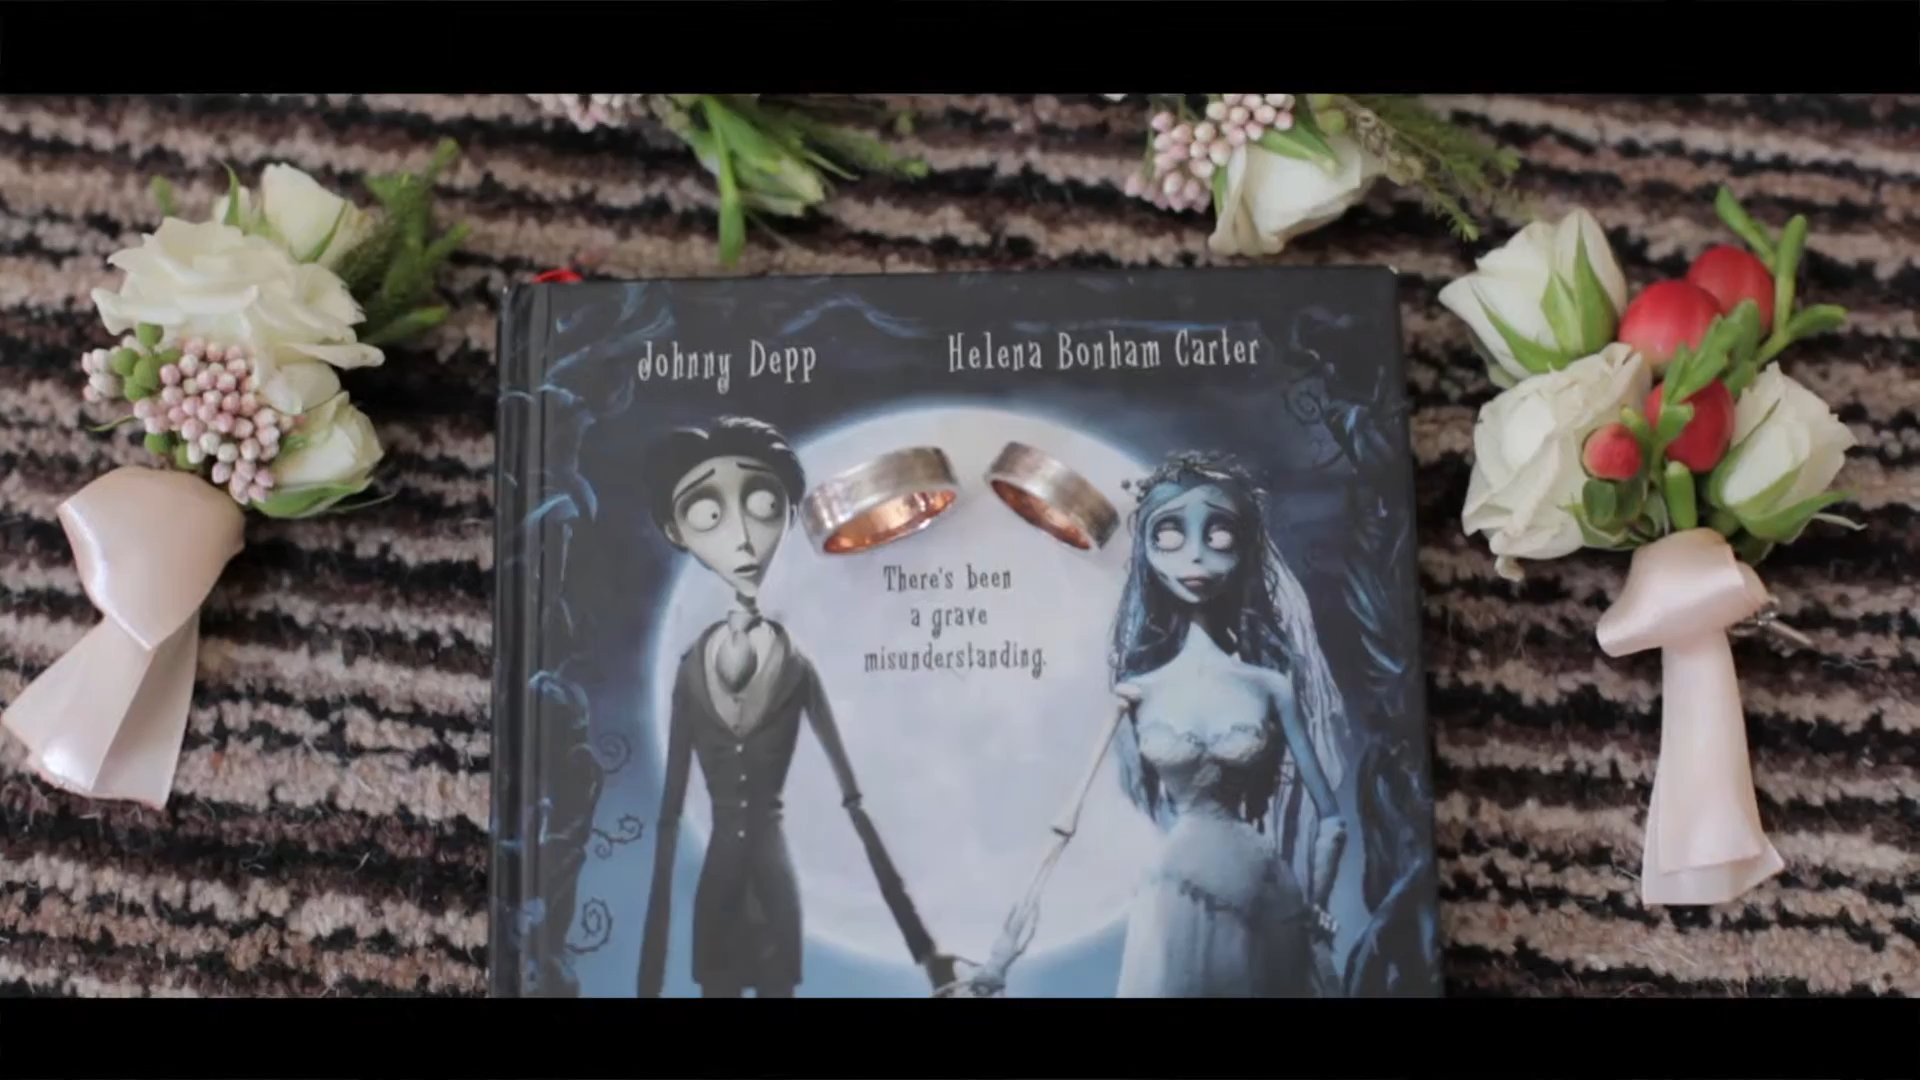 Johnny Depp Helena Bonham Carter
There's been
a grave
misunderstanding.